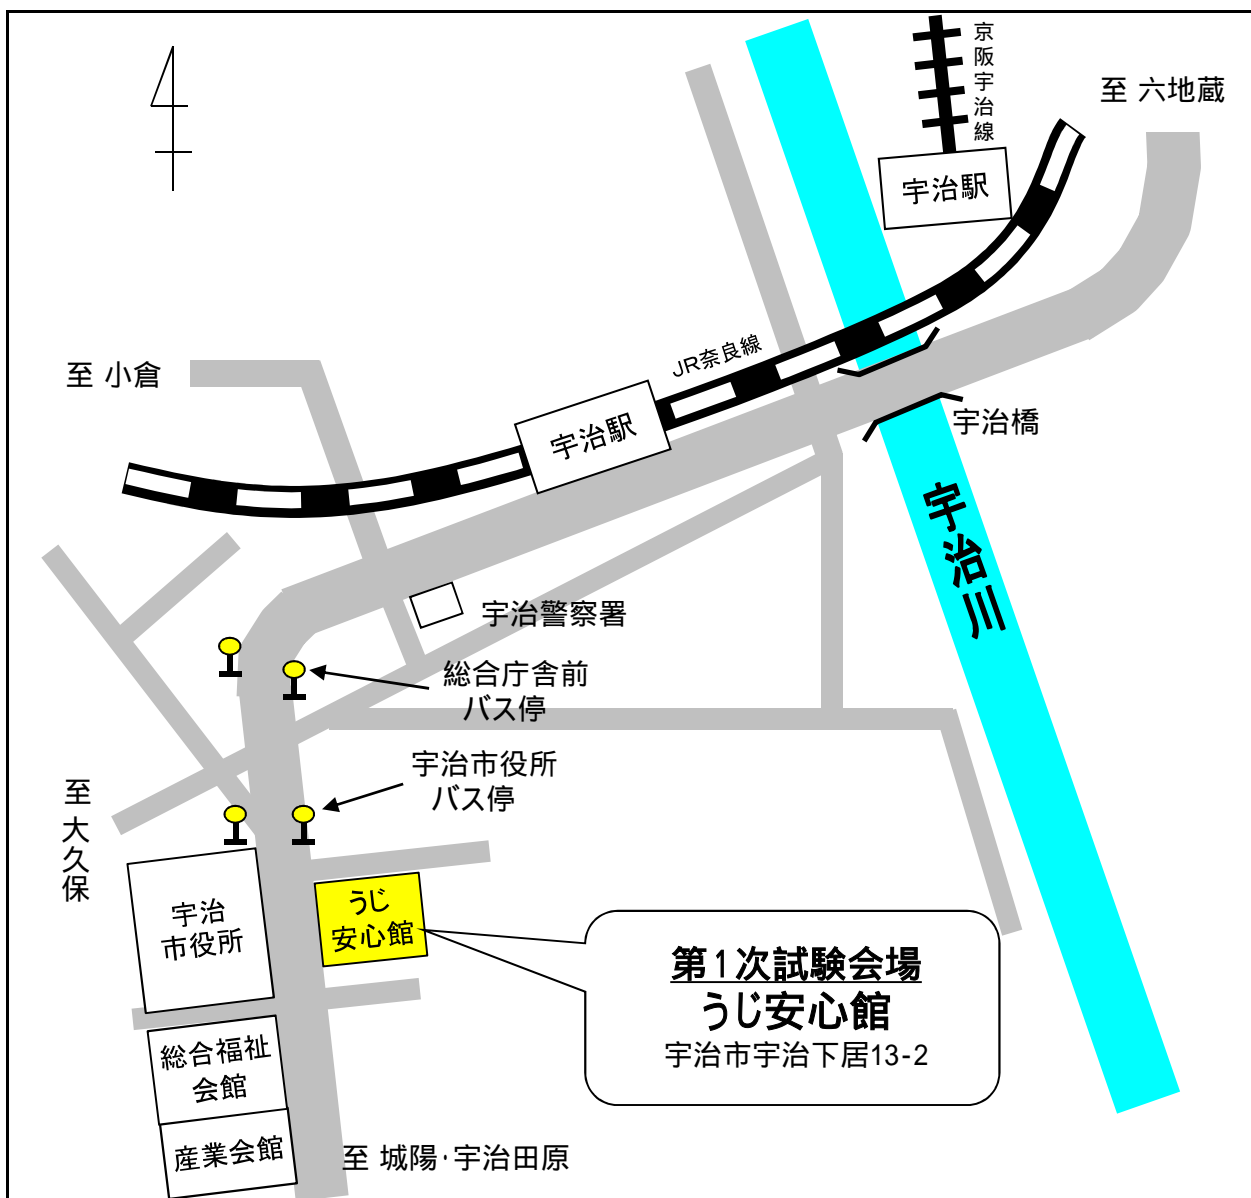 京阪宇治線
至 六地蔵
宇治駅
JR奈良線
至 小倉
宇治駅
宇治橋
宇治川
宇治警察署
総合庁舎前
バス停
宇治市役所
バス停
至 大久保
宇治
市役所
うじ
安心館
第1次試験会場
うじ安心館
宇治市宇治下居13-2
総合福祉
会館
産業会館
至 城陽・宇治田原